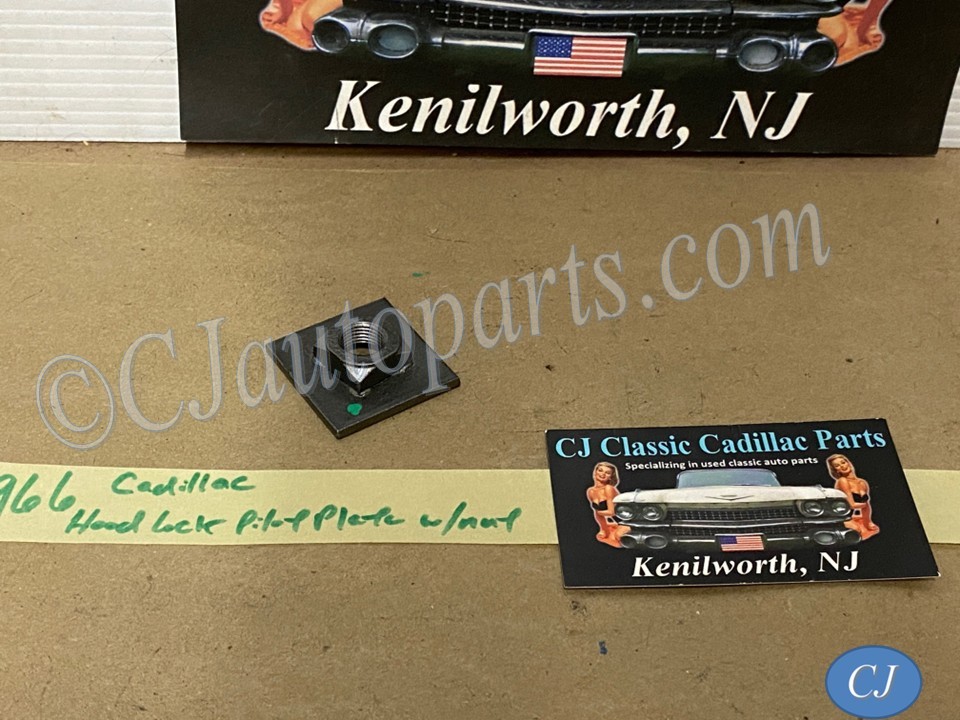 Kenilworth, NJ
©CJautoparts.com
CJ Classic Cadillac Parts
Specializing in used classic auto parts
Kenilworth, NJ
966 Cadillac
Hood Lock Pilot Plate w/nut
CJ